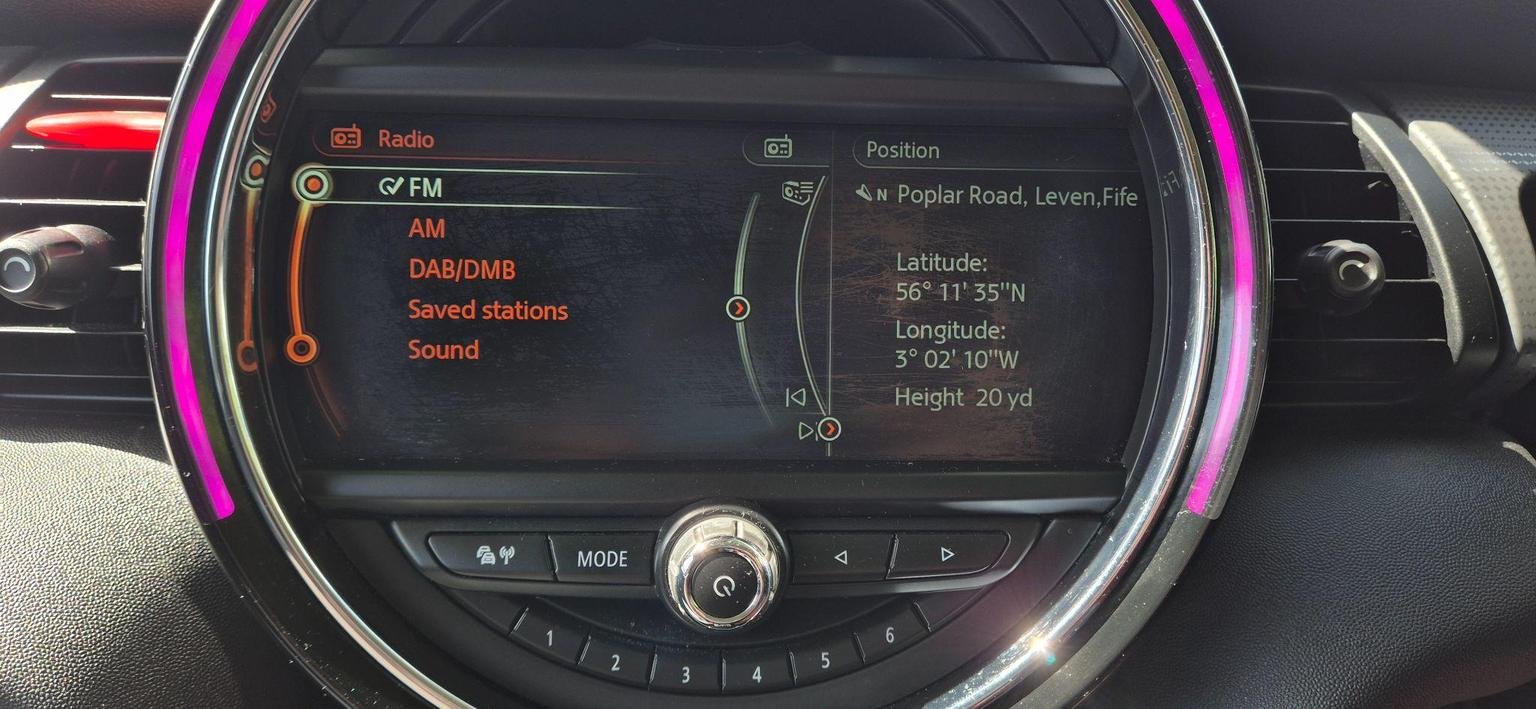 Radio
FM
AM
DAB/DMB
Saved stations
Sound
Position
N Poplar Road, Leven,Fife
Latitude:
56° 11' 35"N
Longitude:
3° 02' 10"W
Height 20 yd
MODE
1
2
3
4
5
6